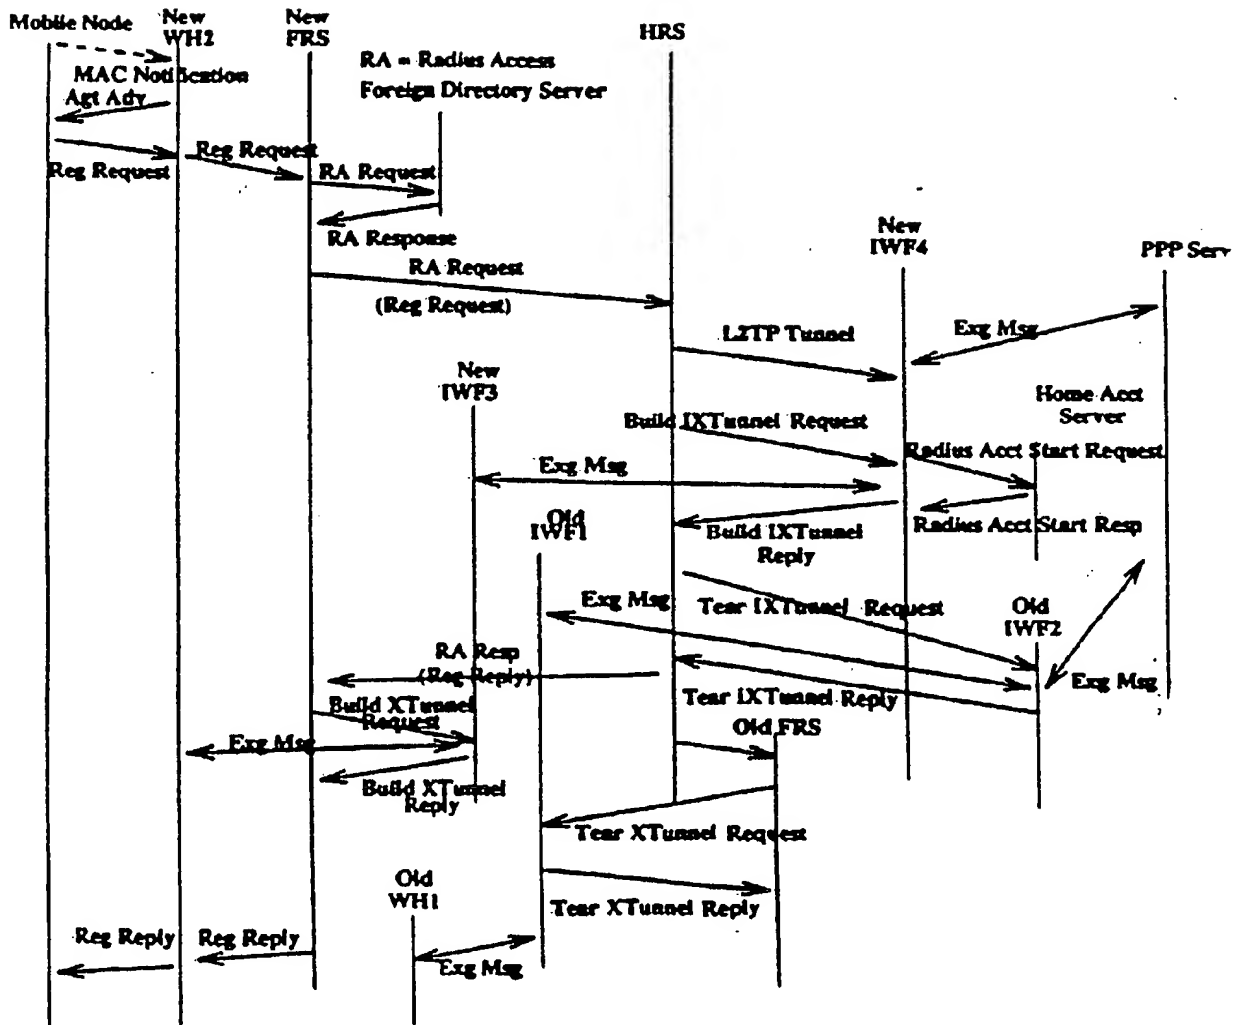 Mobile Node
New
WH2
New
FRS
HRS
RA = Radius Access
Foreign Directory Server
MAC Notification
Agt Adv
Reg Request
Reg Request
RA Request
RA Response
New
IWF4
PPP Serv
RA Request
(Reg Request)
L2TP Tunnel
Exg Msg
New
IWF3
Home Acct
Server
Build IXTunnel Request
Radius Acct Start Request
Exg Msg
Old
IWF1
Build IXTunnel
Reply
Radius Acct Start Resp
Exg Msg
Tear IXTunnel Request
Old
IWF2
RA Resp
(Reg Reply)
Tear IXTunnel Reply
Exg Msg
Build XTunnel
Request
Old FRS
Exg Msg
Build XTunnel
Reply
Tear XTunnel Request
Old
WH1
Tear XTunnel Reply
Reg Reply
Reg Reply
Exg Msg